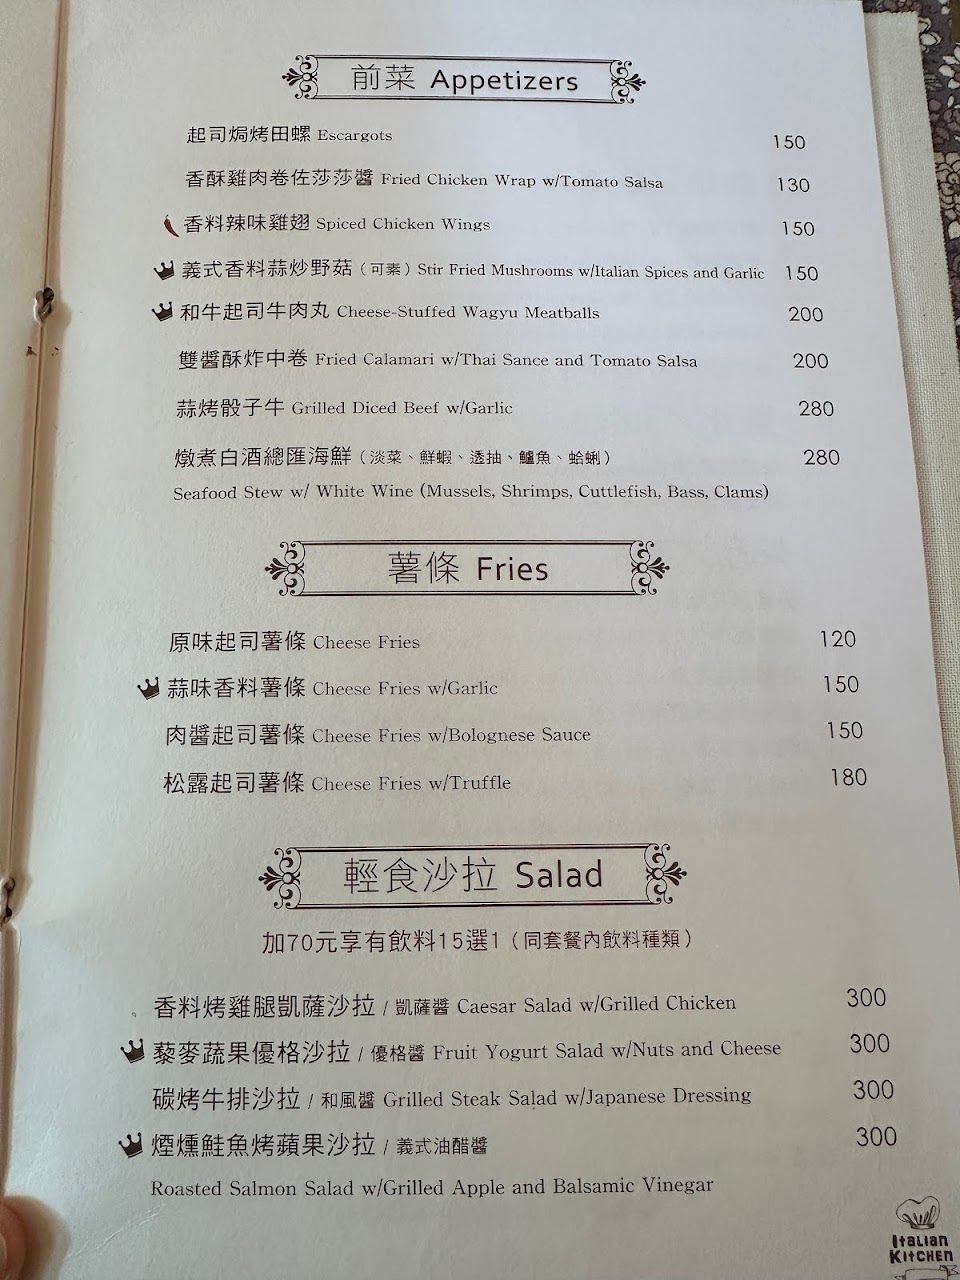 前菜 Appetizers
起司焗烤田螺 Escargots 150
香酥雞肉卷佐莎莎醬 Fried Chicken Wrap w/Tomato Salsa 130
香料辣味雞翅 Spiced Chicken Wings 150
義式香料蒜炒野菇（可素）Stir Fried Mushrooms w/Italian Spices and Garlic 150
和牛起司牛肉丸 Cheese-Stuffed Wagyu Meatballs 200
雙醬酥炸中卷 Fried Calamari w/Thai Sance and Tomato Salsa 200
蒜烤骰子牛 Grilled Diced Beef w/Garlic 280
燉煮白酒總匯海鮮（淡菜、鮮蝦、透抽、鱸魚、蛤蜊） 280
Seafood Stew w/ White Wine (Mussels, Shrimps, Cuttlefish, Bass, Clams)
薯條 Fries
原味起司薯條 Cheese Fries 120
蒜味香料薯條 Cheese Fries w/Garlic 150
肉醬起司薯條 Cheese Fries w/Bolognese Sauce 150
松露起司薯條 Cheese Fries w/Truffle 180
輕食沙拉 Salad
加70元享有飲料15選1（同套餐內飲料種類）
香料烤雞腿凱薩沙拉 / 凱薩醬 Caesar Salad w/Grilled Chicken 300
藜麥蔬果優格沙拉 / 優格醬 Fruit Yogurt Salad w/Nuts and Cheese 300
碳烤牛排沙拉 / 和風醬 Grilled Steak Salad w/Japanese Dressing 300
煙燻鮭魚烤蘋果沙拉 / 義式油醋醬 300
Roasted Salmon Salad w/Grilled Apple and Balsamic Vinegar
Italian
Kitchen